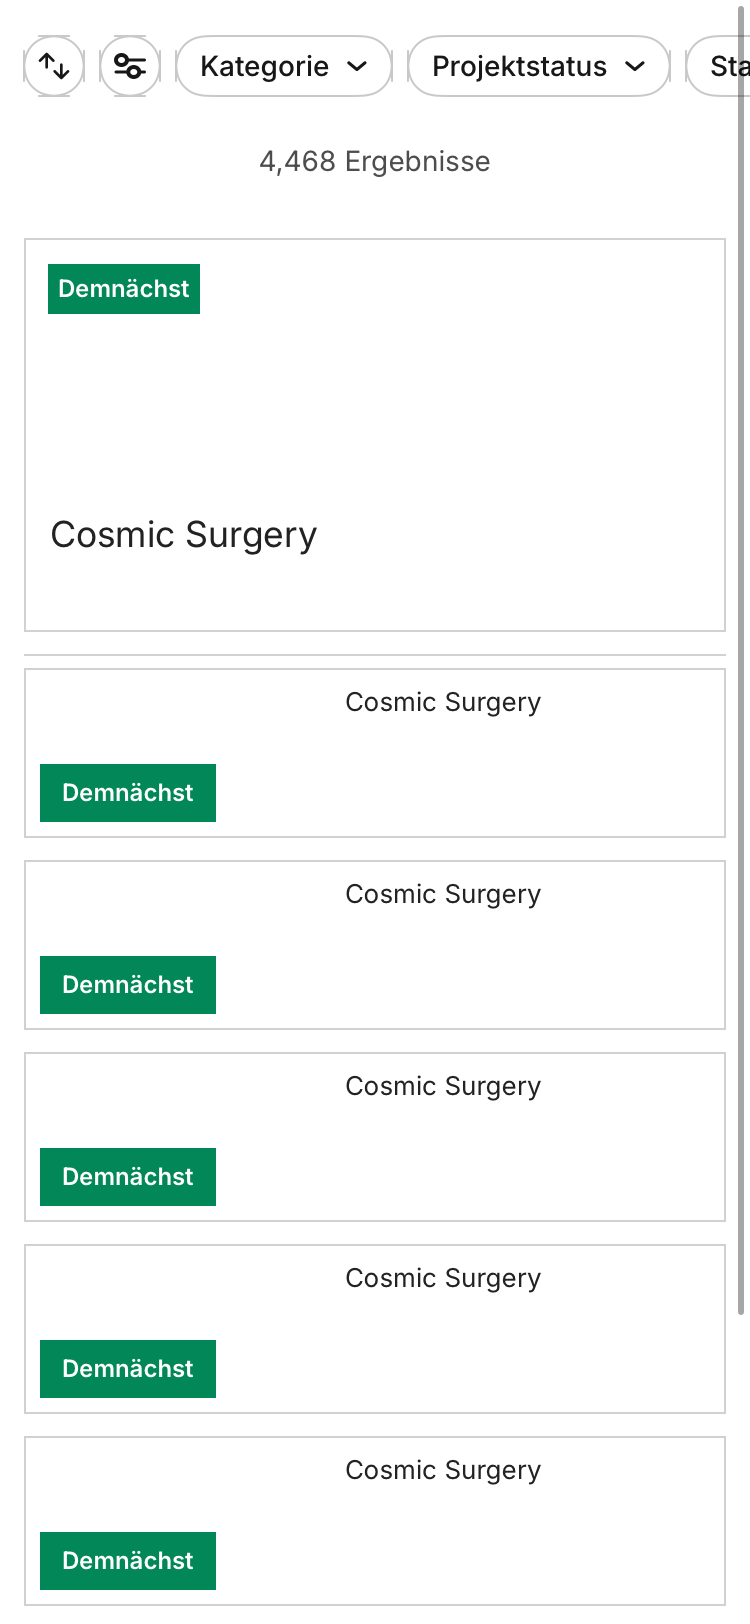 Kategorie
Projektstatus
Sta
4,468 Ergebnisse
Demnächst
Cosmic Surgery
Cosmic Surgery
Demnächst
Cosmic Surgery
Demnächst
Cosmic Surgery
Demnächst
Cosmic Surgery
Demnächst
Cosmic Surgery
Demnächst